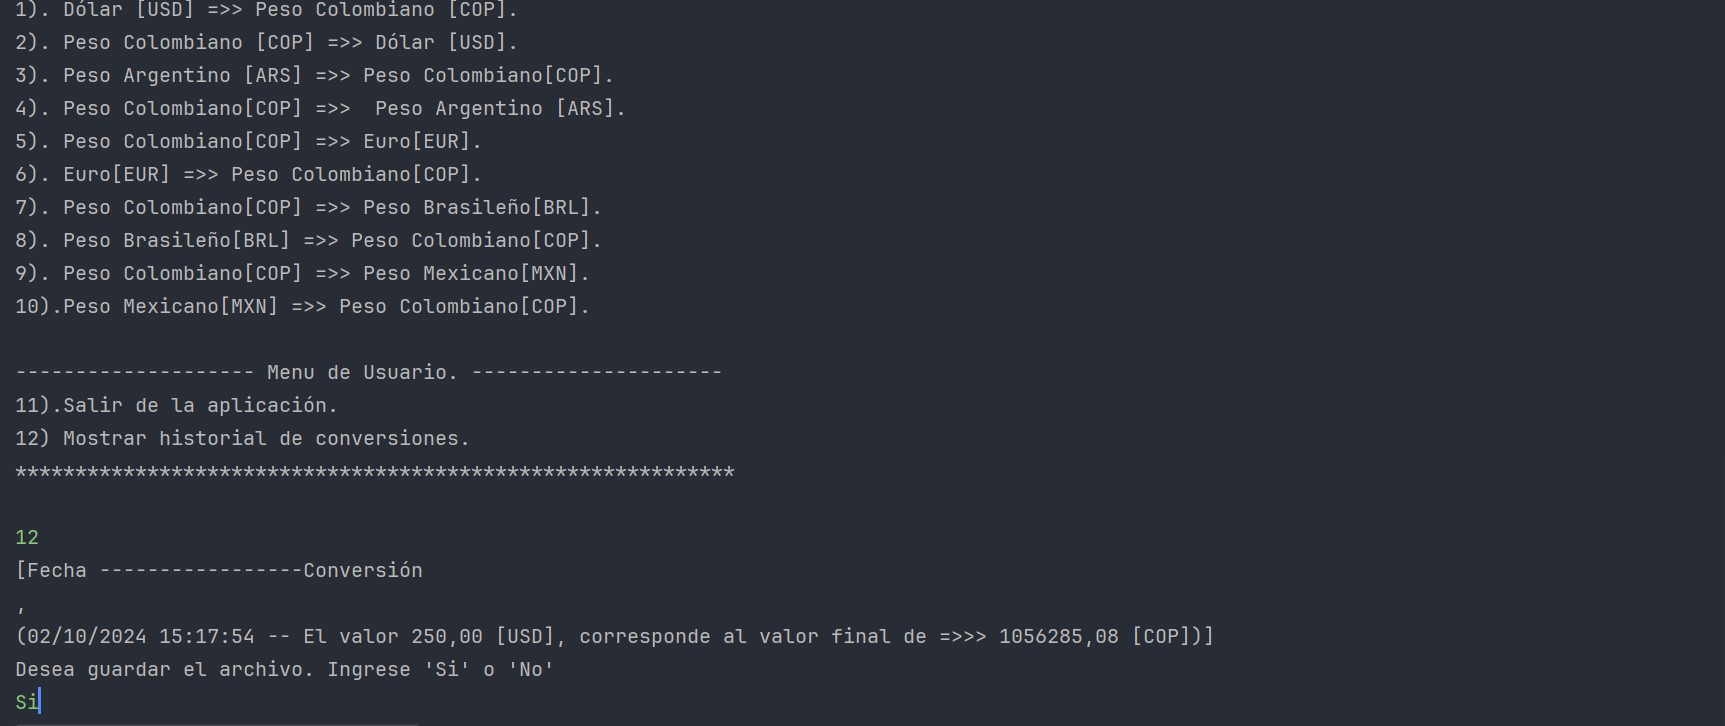 1). Dólar [USD] =>> Peso Colombiano [COP].
2). Peso Colombiano [COP] =>> Dólar [USD].
3). Peso Argentino [ARS] =>> Peso Colombiano[COP].
4). Peso Colombiano[COP] =>>  Peso Argentino [ARS].
5). Peso Colombiano[COP] =>> Euro[EUR].
6). Euro[EUR] =>> Peso Colombiano[COP].
7). Peso Colombiano[COP] =>> Peso Brasileño[BRL].
8). Peso Brasileño[BRL] =>> Peso Colombiano[COP].
9). Peso Colombiano[COP] =>> Peso Mexicano[MXN].
10).Peso Mexicano[MXN] =>> Peso Colombiano[COP].
-------------------- Menu de Usuario. ---------------------
11).Salir de la aplicación.
12) Mostrar historial de conversiones.
************************************************************
12
[Fecha -----------------Conversión
,
(02/10/2024 15:17:54 -- El valor 250,00 [USD], corresponde al valor final de =>>> 1056285,08 [COP])]
Desea guardar el archivo. Ingrese 'Si' o 'No'
Si